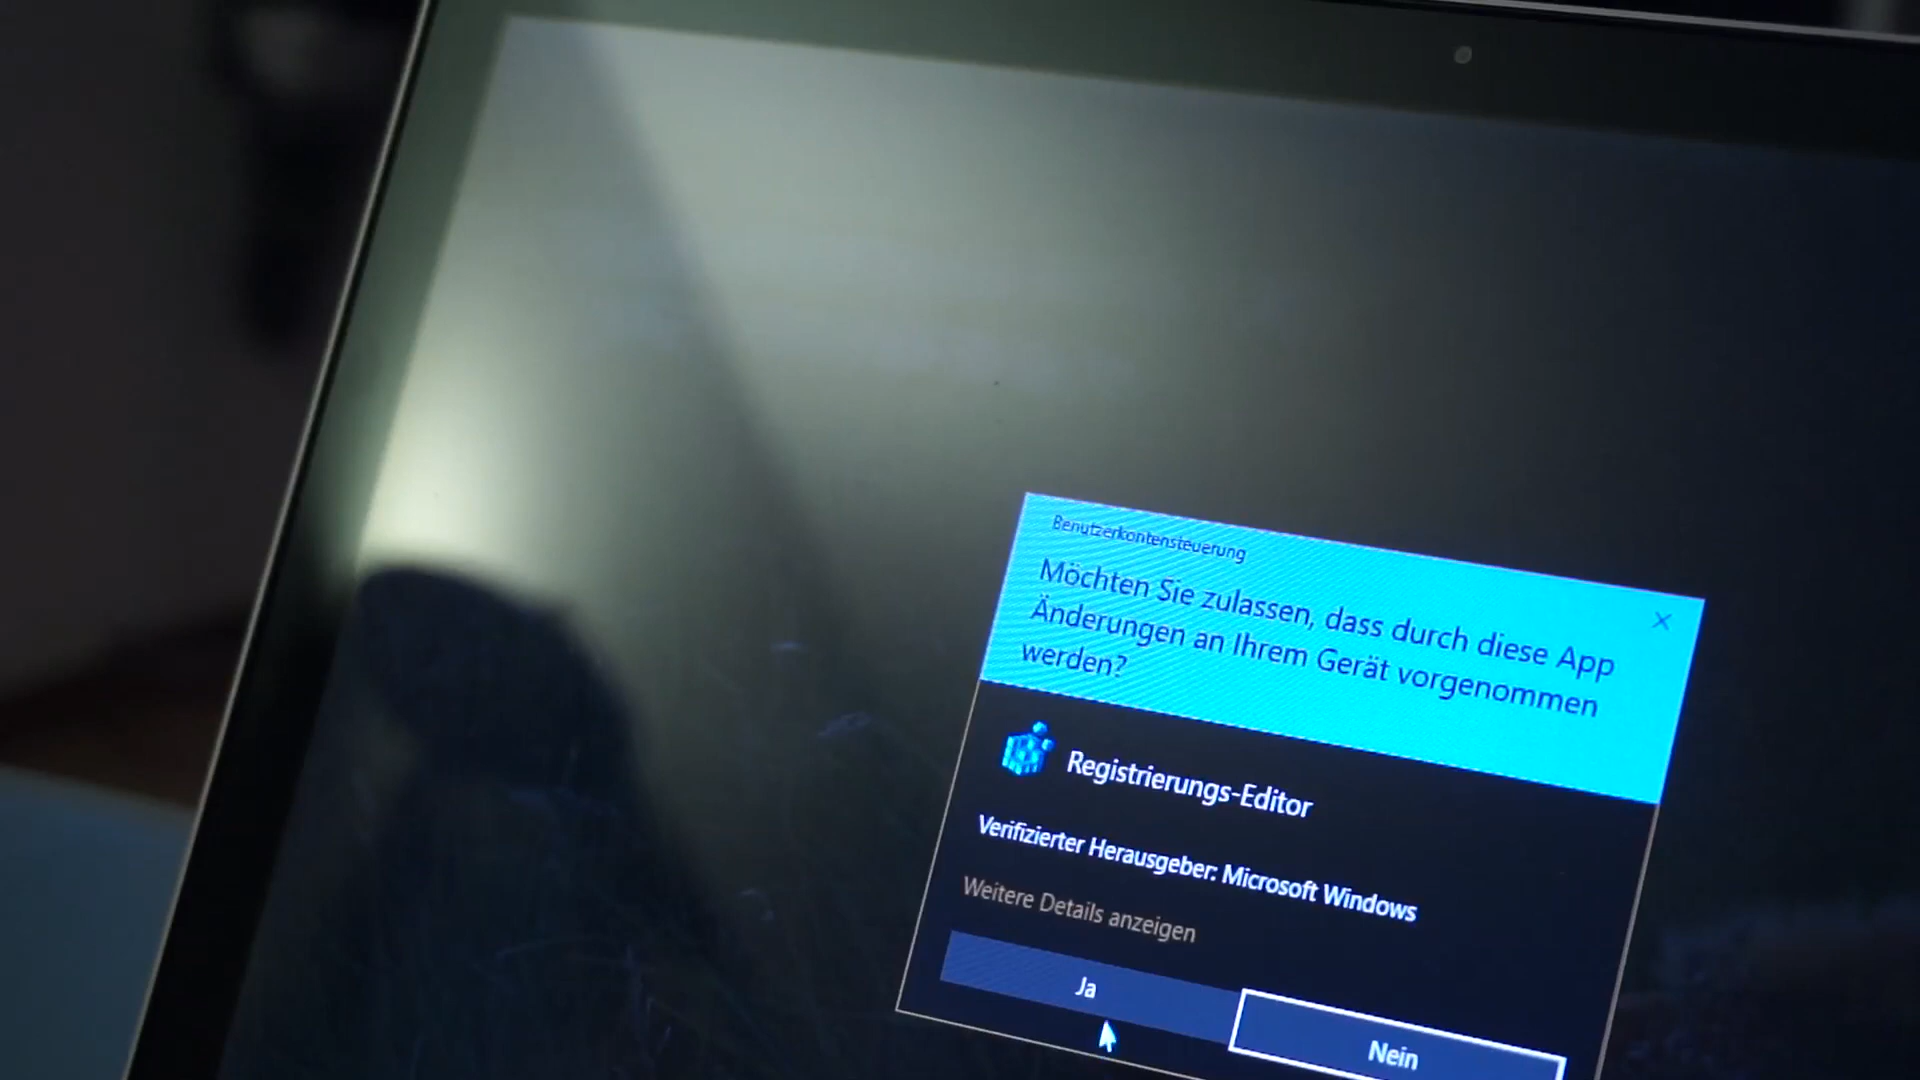 Benutzerkontensteuerung
Möchten Sie zulassen, dass durch diese App
Änderungen an Ihrem Gerät vorgenommen
werden?
Registrierungs-Editor
Verifizierter Herausgeber: Microsoft Windows
Weitere Details anzeigen
Ja
Nein